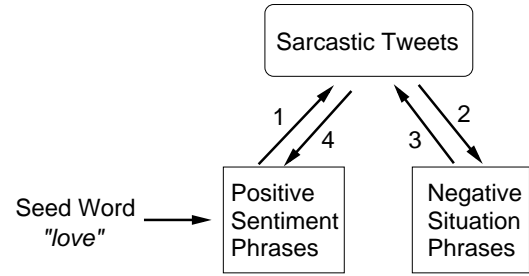 Sarcastic Tweets
1
2
4
3
Seed Word
"love"
Positive
Sentiment
Phrases
Negative
Situation
Phrases